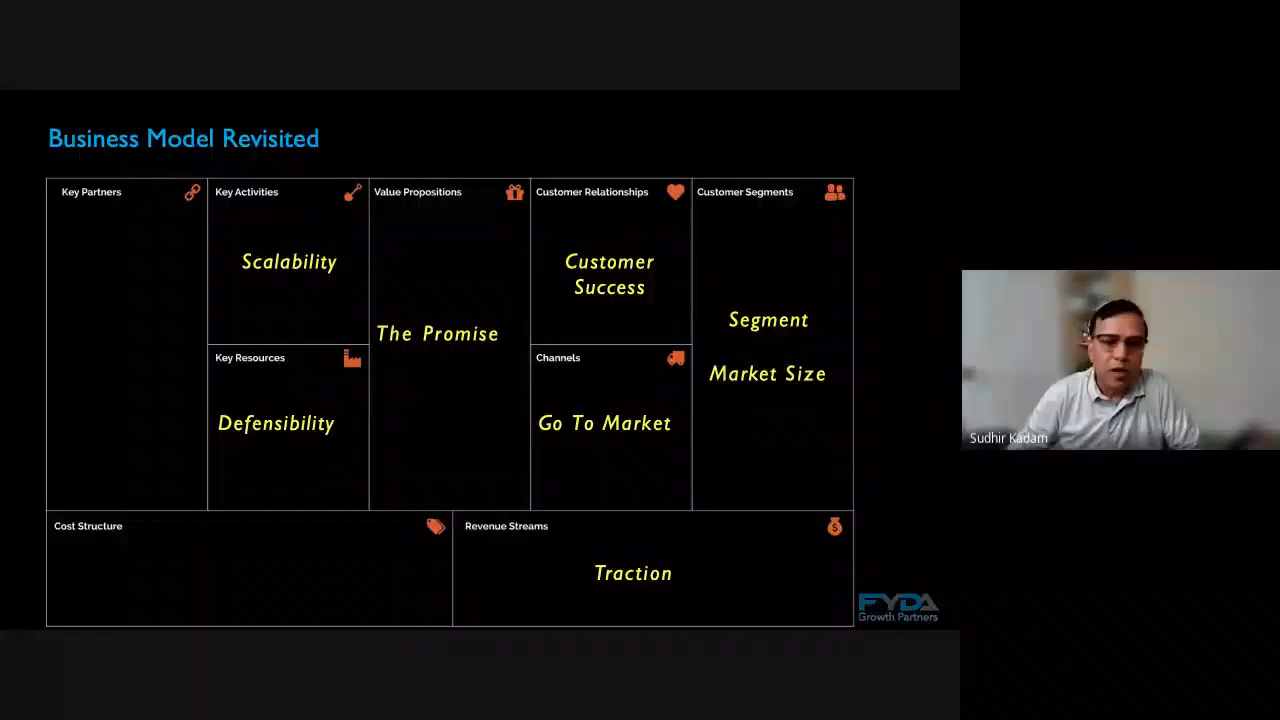 Business Model Revisited
Key Partners
Key Activities
Scalability
Key Resources
Defensibility
Value Propositions
The Promise
Customer Relationships
Customer
Success
Channels
Go To Market
Customer Segments
Segment
Market Size
Cost Structure
Revenue Streams
$
Traction
FYDA
Growth Partners
Sudhir Kadam